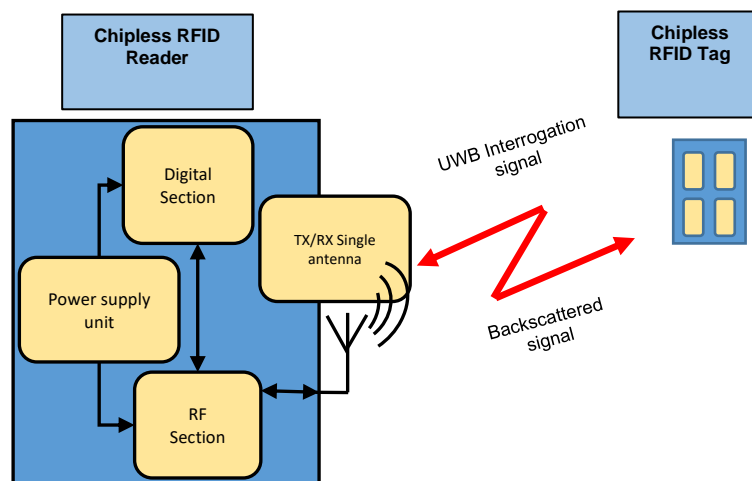 Chipless RFID
Reader
Chipless
RFID Tag
UWB Interrogation
signal
Digital
Section
TX/RX Single
antenna
Power supply
unit
Backscattered
signal
RF
Section